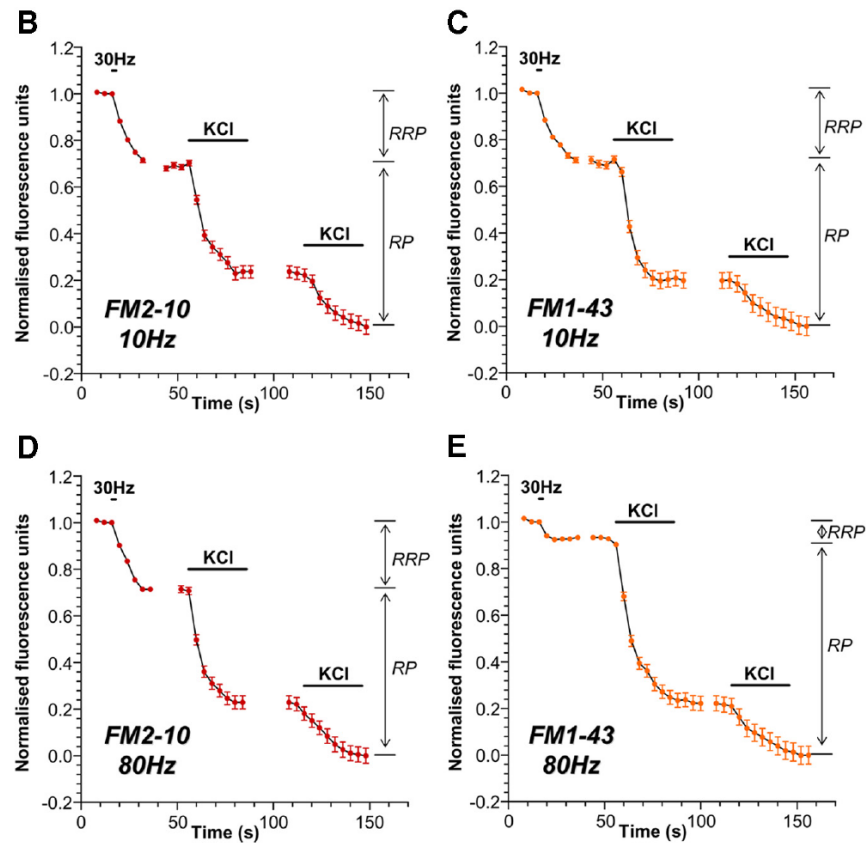 B
30Hz
KCl
KCl
RRP
RP
Normalised fluorescence units
1.2
1.0
0.8
0.6
0.4
0.2
0.0
-0.2
FM2-10
10Hz
0 50 100 150
Time (s)
C
30Hz
KCl
KCl
RRP
RP
Normalised fluorescence units
1.2
1.0
0.8
0.6
0.4
0.2
0.0
-0.2
FM1-43
10Hz
0 50 100 150
Time (s)
D
30Hz
KCl
KCl
RRP
RP
Normalised fluorescence units
1.2
1.0
0.8
0.6
0.4
0.2
0.0
-0.2
FM2-10
80Hz
0 50 100 150
Time (s)
E
30Hz
KCl
KCl
RRP
RP
Normalised fluorescence units
1.2
1.0
0.8
0.6
0.4
0.2
0.0
-0.2
FM1-43
80Hz
0 50 100 150
Time (s)